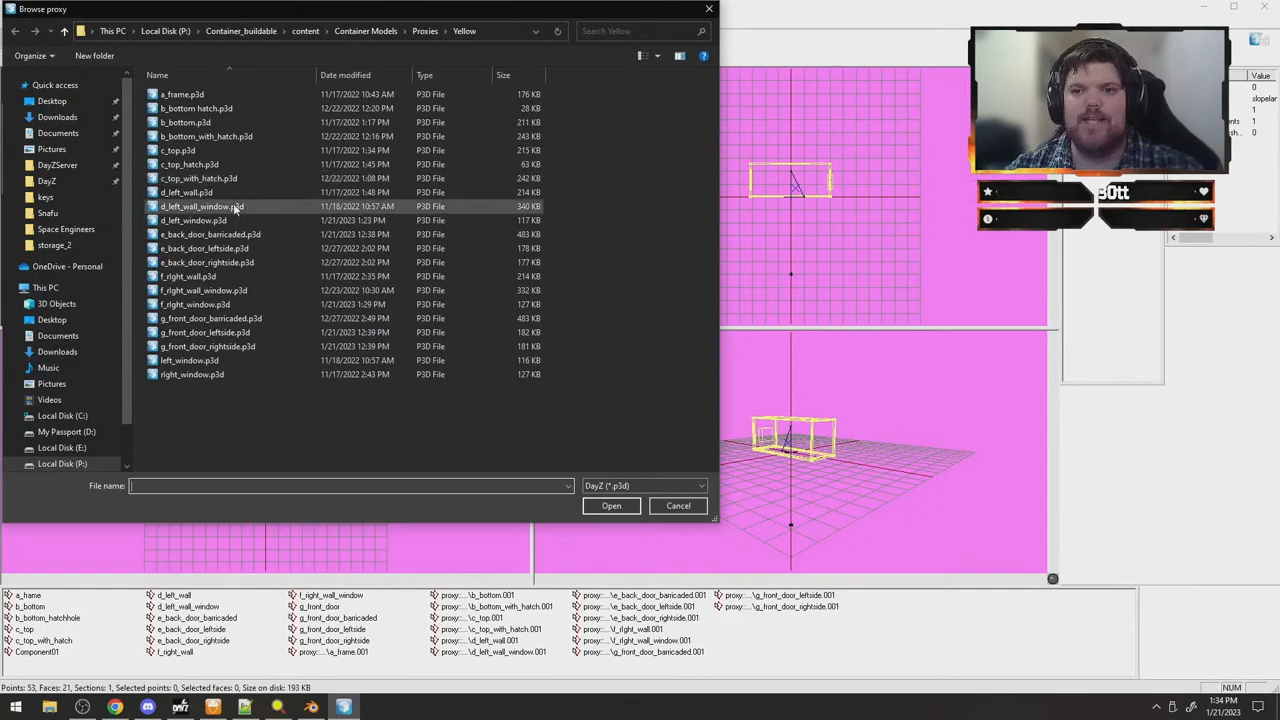 Browse proxy
This PC › Local Disk (P:) › Container_buildable › content › Container Models › Proxies › Yellow
Search Yellow
Organize
New folder
Quick access
Desktop
Downloads
Documents
Pictures
DayZServer
DayZ
keys
Snafu
Space Engineers
storage_2
OneDrive - Personal
This PC
3D Objects
Desktop
Documents
Downloads
Music
Pictures
Videos
Local Disk (C:)
My Passport (D:)
Local Disk (E:)
Local Disk (P:)
Name Date modified Type Size
a_frame.p3d 11/17/2022 10:43 AM P3D File 176 KB
b_bottom hatch.p3d 12/22/2022 12:20 PM P3D File 28 KB
b_bottom.p3d 11/17/2022 1:17 PM P3D File 211 KB
b_bottom_with_hatch.p3d 12/22/2022 12:16 PM P3D File 243 KB
c_top.p3d 11/17/2022 1:34 PM P3D File 215 KB
c_top_hatch.p3d 11/17/2022 1:45 PM P3D File 63 KB
c_top_with_hatch.p3d 12/22/2022 1:08 PM P3D File 242 KB
d_left_wall.p3d 11/17/2022 1:48 PM P3D File 214 KB
d_left_wall_window.p3d 11/18/2022 10:57 AM P3D File 340 KB
d_left_window.p3d 1/21/2023 1:23 PM P3D File 117 KB
e_back_door_barricaded.p3d 1/21/2023 12:38 PM P3D File 483 KB
e_back_door_leftside.p3d 12/27/2022 2:02 PM P3D File 178 KB
e_back_door_rightside.p3d 12/27/2022 2:02 PM P3D File 177 KB
f_rIght_wall.p3d 11/17/2022 2:35 PM P3D File 214 KB
f_rIght_wall_window.p3d 12/23/2022 10:30 AM P3D File 332 KB
f_rIght_window.p3d 1/21/2023 1:29 PM P3D File 127 KB
g_front_door_barricaded.p3d 12/27/2022 2:49 PM P3D File 483 KB
g_front_door_leftside.p3d 1/21/2023 12:39 PM P3D File 182 KB
g_front_door_rightside.p3d 1/21/2023 12:39 PM P3D File 181 KB
left_window.p3d 11/18/2022 10:57 AM P3D File 116 KB
rIght_window.p3d 11/17/2022 2:43 PM P3D File 127 KB
File name:
DayZ (*.p3d)
Open
Cancel
Value
0
slopelar
1
1
0
a_frame
b_bottom
b_bottom_hatchhole
c_top
c_top_with_hatch
Component01
d_left_wall
d_left_wall_window
e_back_door_barricaded
e_back_door_leftside
e_back_door_rightside
f_right_wall
f_right_wall_window
g_front_door
g_front_door_barricaded
g_front_door_leftside
g_front_door_rightside
proxy:...\a_frame.001
proxy:...\b_bottom.001
proxy:...\b_bottom_with_hatch.001
proxy:...\c_top.001
proxy:...\c_top_with_hatch.001
proxy:...\d_left_wall.001
proxy:...\d_left_wall_window.001
proxy:...\e_back_door_barricaded.001
proxy:...\e_back_door_leftside.001
proxy:...\e_back_door_rightside.001
proxy:...\f_rIght_wall.001
proxy:...\f_rIght_wall_window.001
proxy:...\g_front_door_barricaded.001
proxy:...\g_front_door_leftside.001
proxy:...\g_front_door_rightside.001
Points: 53, Faces: 21, Sections: 1, Selected points: 0, Selected faces: 0, Size on disk: 193 KB
NUM
1:34 PM
1/21/2023